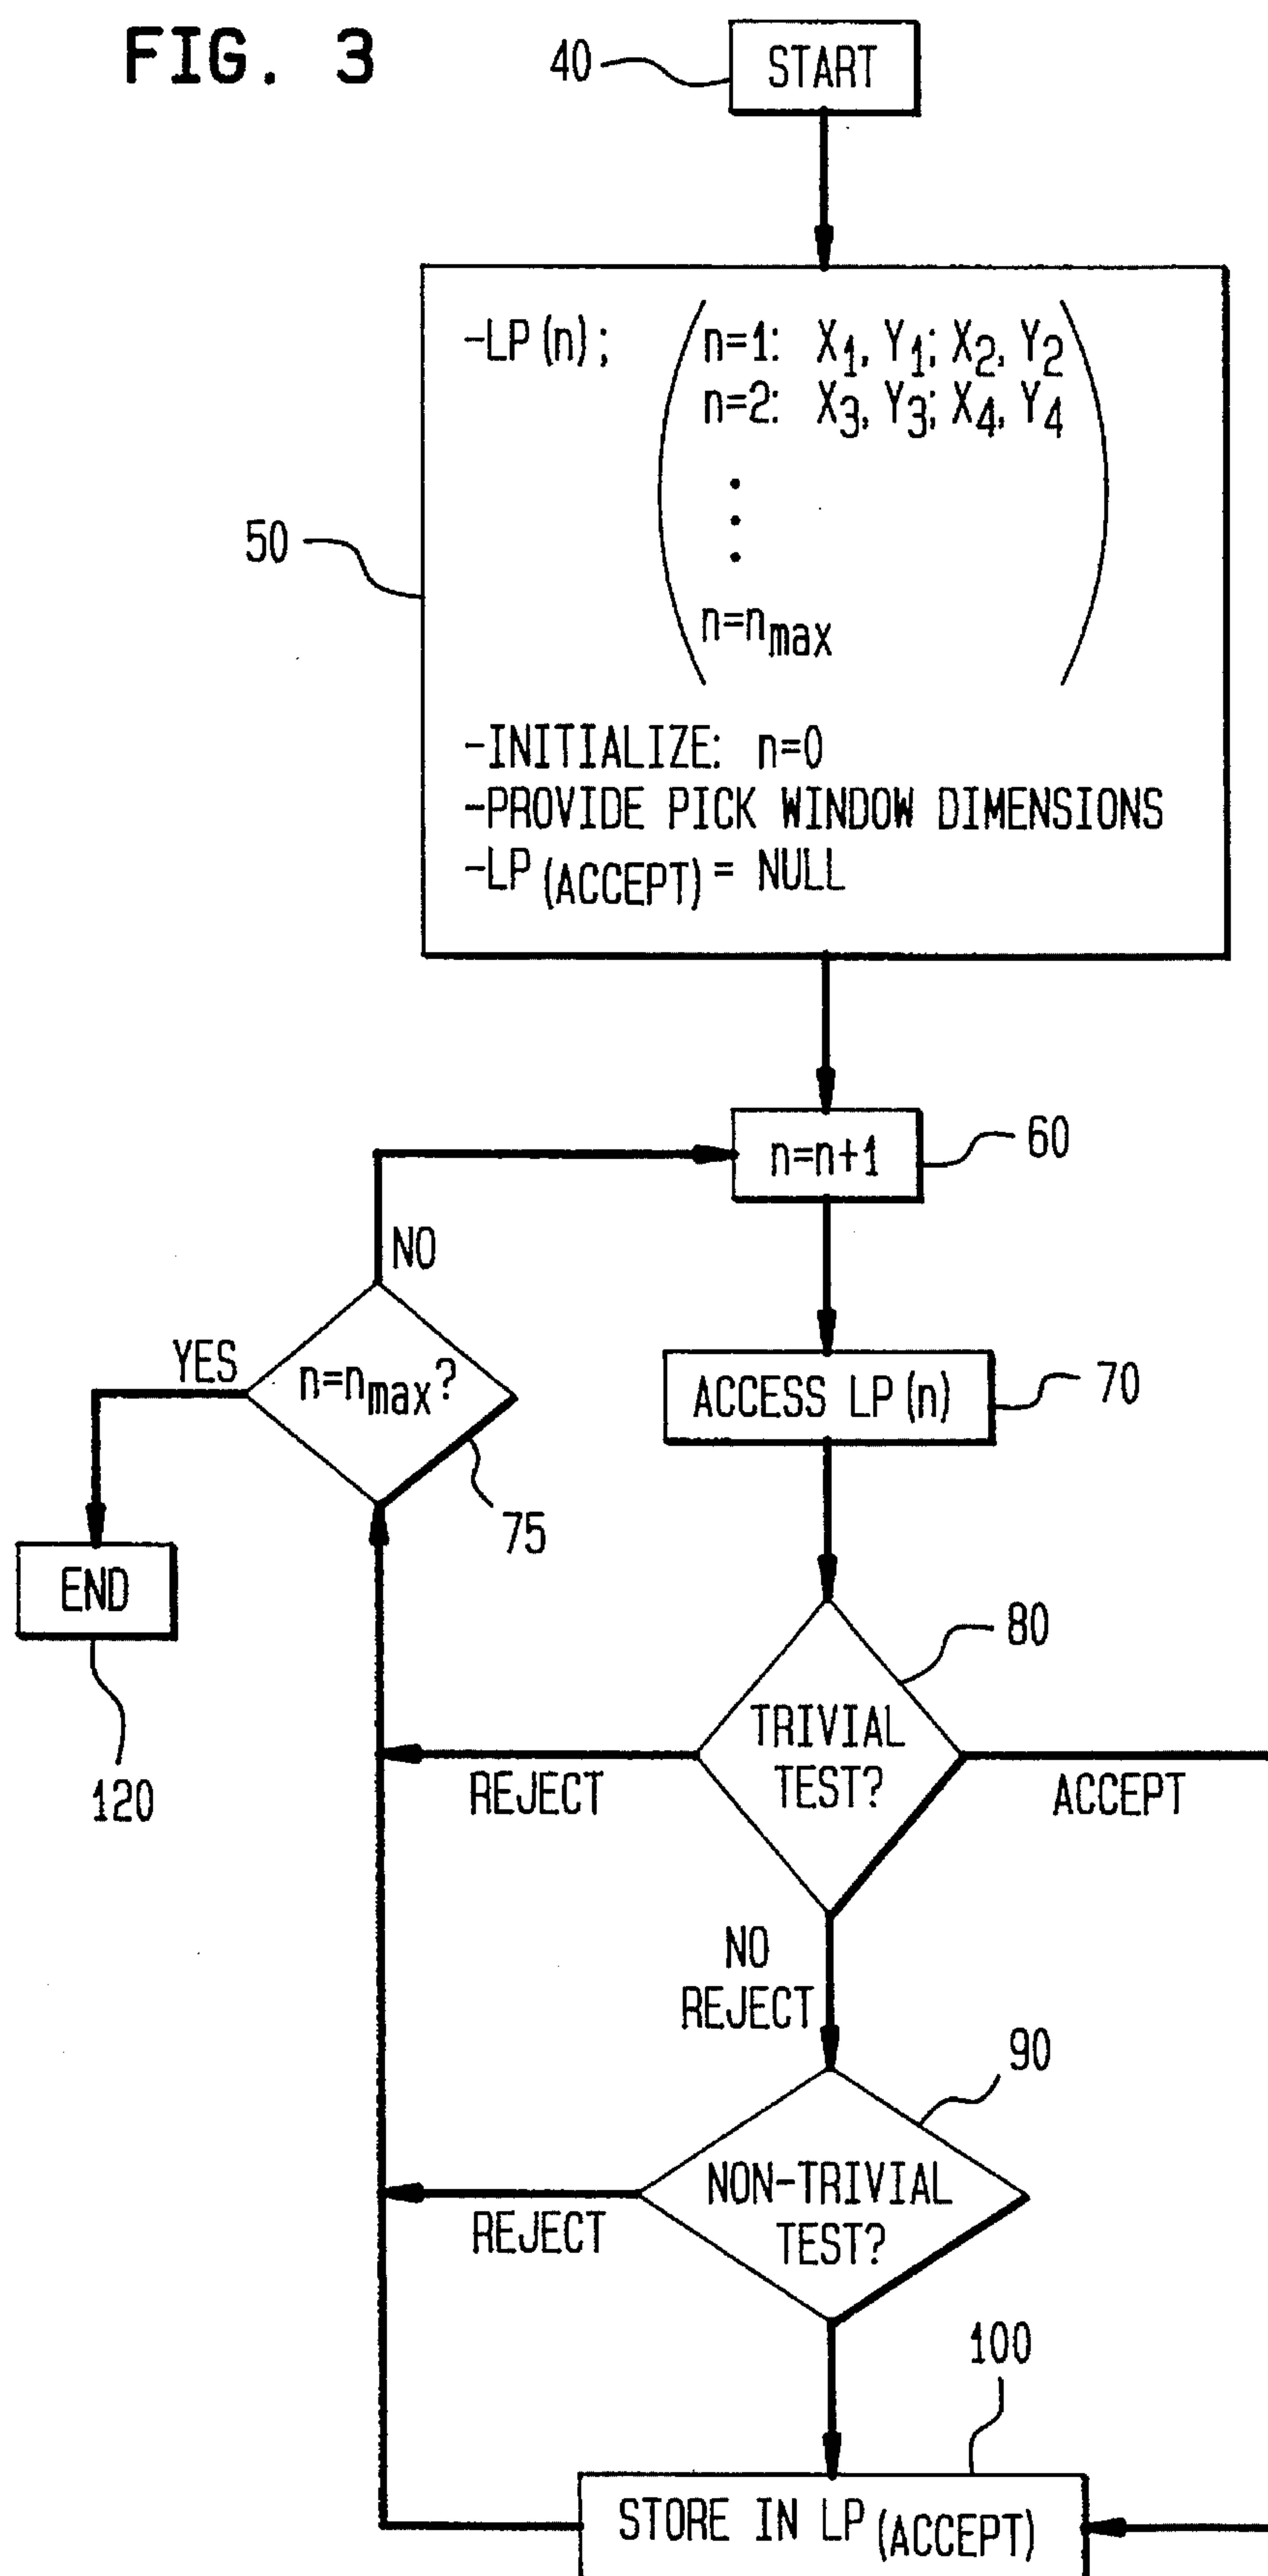 FIG. 3
40
START
-LP(n);
n=1: X1, Y1; X2, Y2
n=2: X3, Y3; X4, Y4
n=nmax
50
-INITIALIZE: n=0
-PROVIDE PICK WINDOW DIMENSIONS
-LP(ACCEPT) = NULL
n=n+1
60
NO
YES
n=nmax?
ACCESS LP(n)
70
75
END
120
80
TRIVIAL
TEST?
REJECT
ACCEPT
NO
REJECT
90
NON-TRIVIAL
TEST?
REJECT
100
STORE IN LP(ACCEPT)